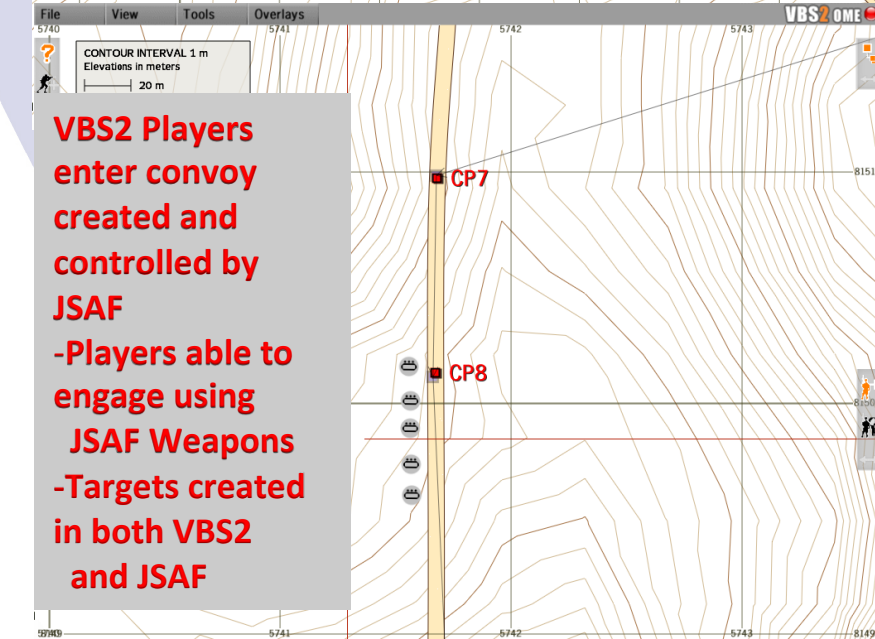 File View Tools Overlays VBS2 OME
5740 5741 5742 5743
CONTOUR INTERVAL 1 m
Elevations in meters
20 m
VBS2 Players
enter convoy
created and
controlled by
JSAF
-Players able to
engage using
JSAF Weapons
-Targets created
in both VBS2
and JSAF
8151
CP7
CP8
8150
5741 5742 5743 8149